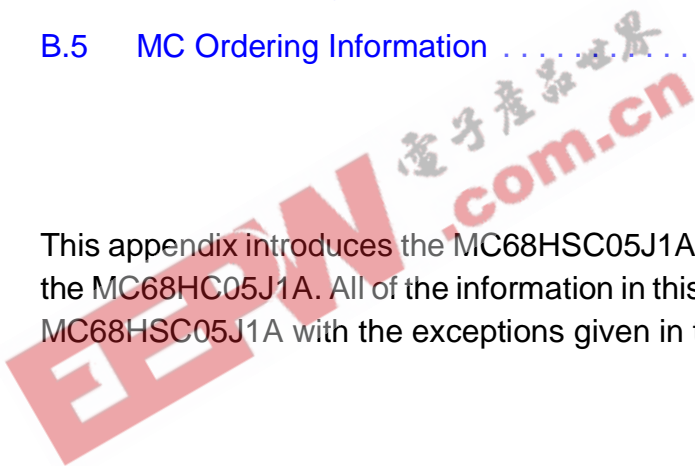 B.5 MC Ordering Information . . . . . . . . . . .
电子产品世界
EEPW .com.cn
This appendix introduces the MC68HSC05J1A
the MC68HC05J1A. All of the information in this
MC68HSC05J1A with the exceptions given in t